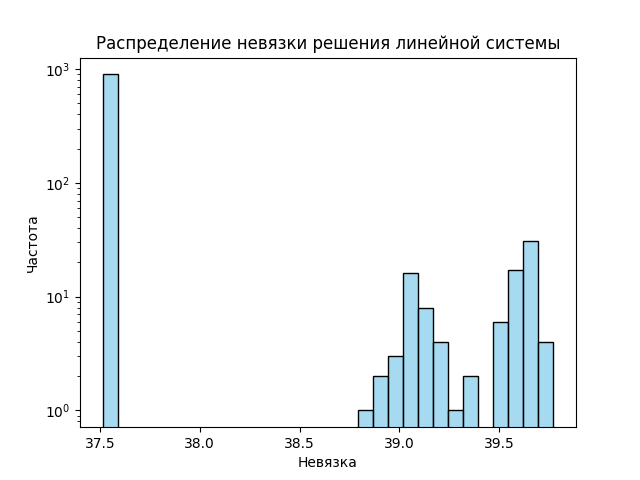 Распределение невязки решения линейной системы
10³
10²
10¹
10⁰
Частота
37.5 38.0 38.5 39.0 39.5
Невязка